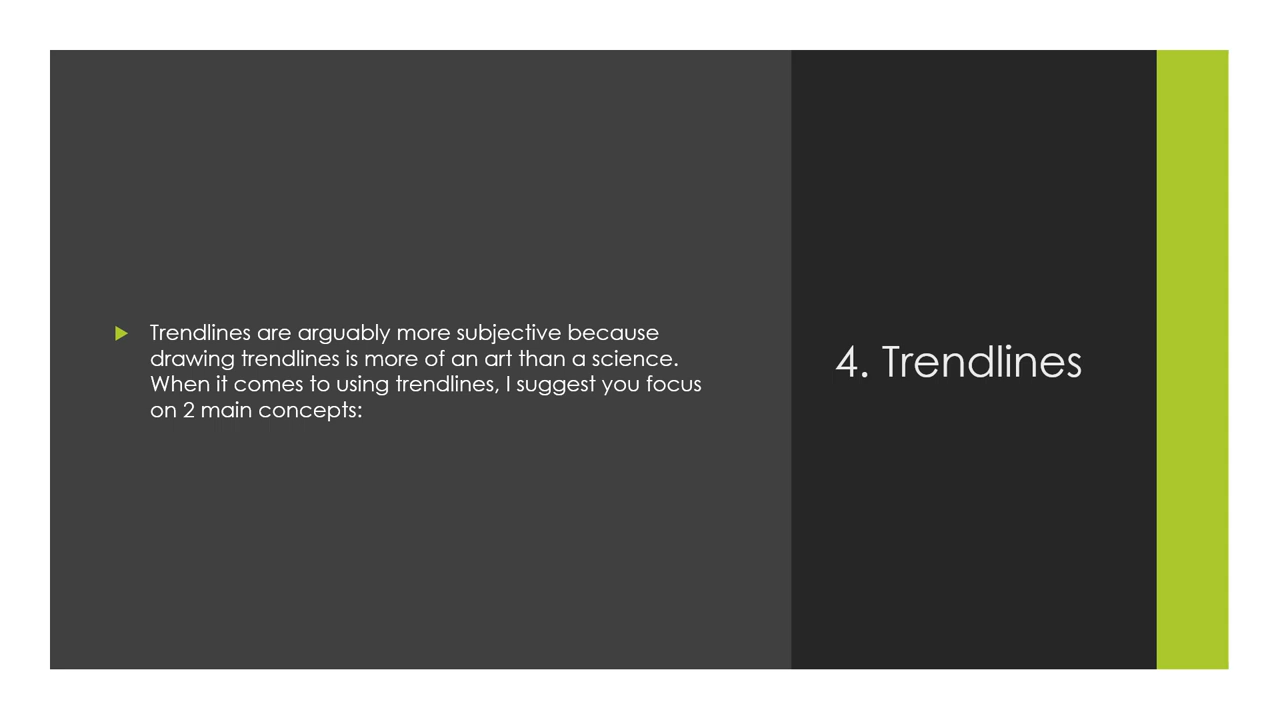 Trendlines are arguably more subjective because
drawing trendlines is more of an art than a science.
When it comes to using trendlines, I suggest you focus
on 2 main concepts:
4. Trendlines